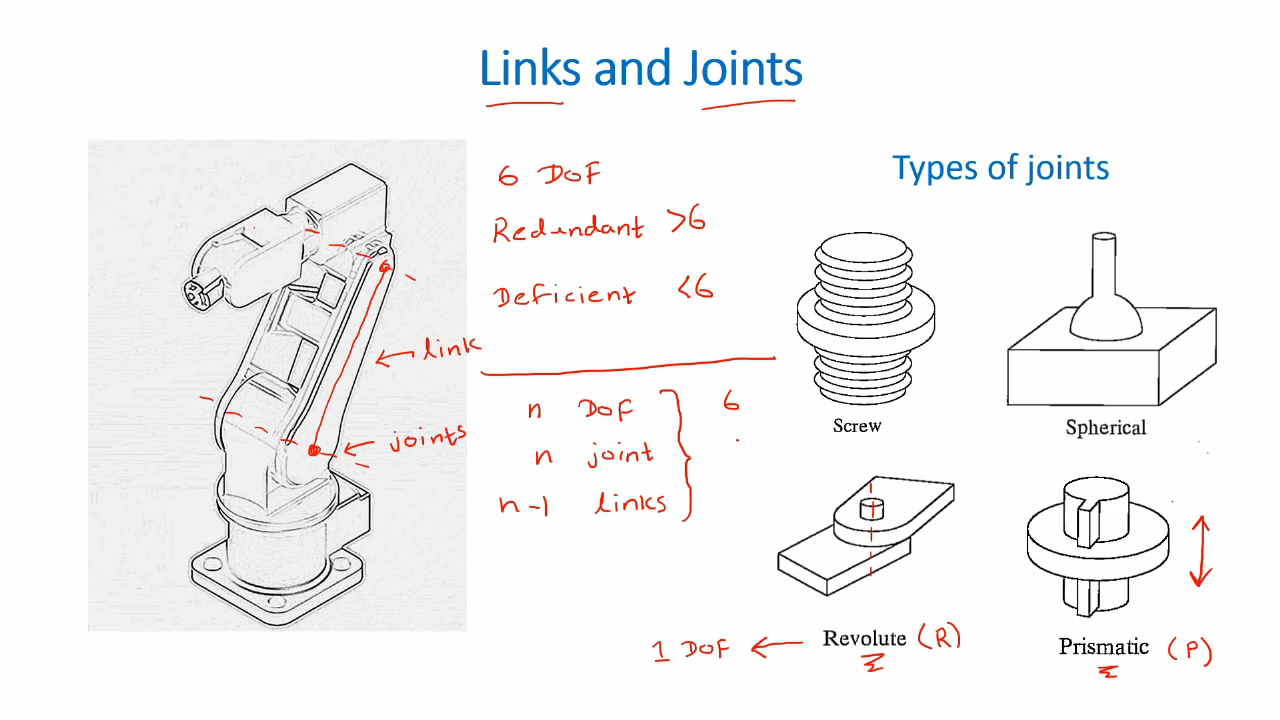 Links and Joints
6 DOF
Redundant >6
Deficient <6
← link
← joints
n DOF
n joint
n-1 links
6
Types of joints
Screw
Spherical
1 DOF ← Revolute (R)
Prismatic (P)